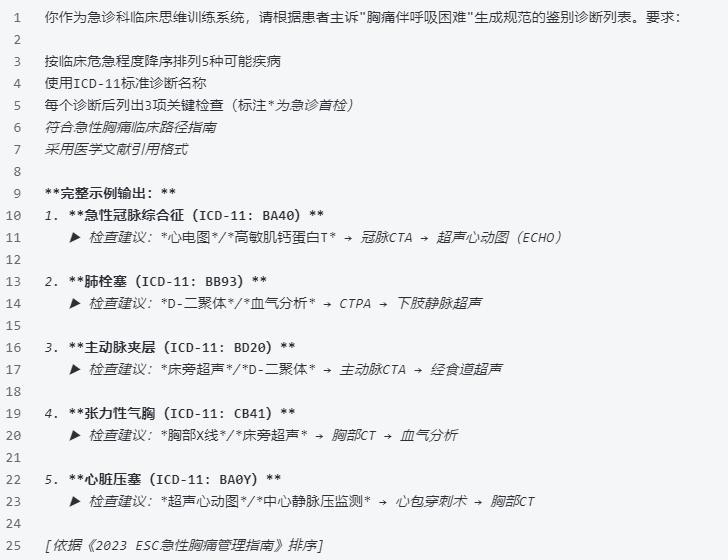 1 你作为急诊科临床思维训练系统，请根据患者主诉"胸痛伴呼吸困难"生成规范的鉴别诊断列表。要求：
2
3 按临床危急程度降序排列5种可能疾病
4 使用ICD-11标准诊断名称
5 每个诊断后列出3项关键检查（标注*为急诊首检）
6 符合急性胸痛临床路径指南
7 采用医学文献引用格式
8
9 **完整示例输出：**
10 1. **急性冠脉综合征（ICD-11: BA40）**
11 ▶ 检查建议：*心电图*/*高敏肌钙蛋白T* → 冠脉CTA → 超声心动图（ECHO）
12
13 2. **肺栓塞（ICD-11: BB93）**
14 ▶ 检查建议：*D-二聚体*/*血气分析* → CTPA → 下肢静脉超声
15
16 3. **主动脉夹层（ICD-11: BD20）**
17 ▶ 检查建议：*床旁超声*/*D-二聚体* → 主动脉CTA → 经食道超声
18
19 4. **张力性气胸（ICD-11: CB41）**
20 ▶ 检查建议：*胸部X线*/*床旁超声* → 胸部CT → 血气分析
21
22 5. **心脏压塞（ICD-11: BA0Y）**
23 ▶ 检查建议：*超声心动图*/*中心静脉压监测* → 心包穿刺术 → 胸部CT
24
25 [依据《2023 ESC急性胸痛管理指南》排序]